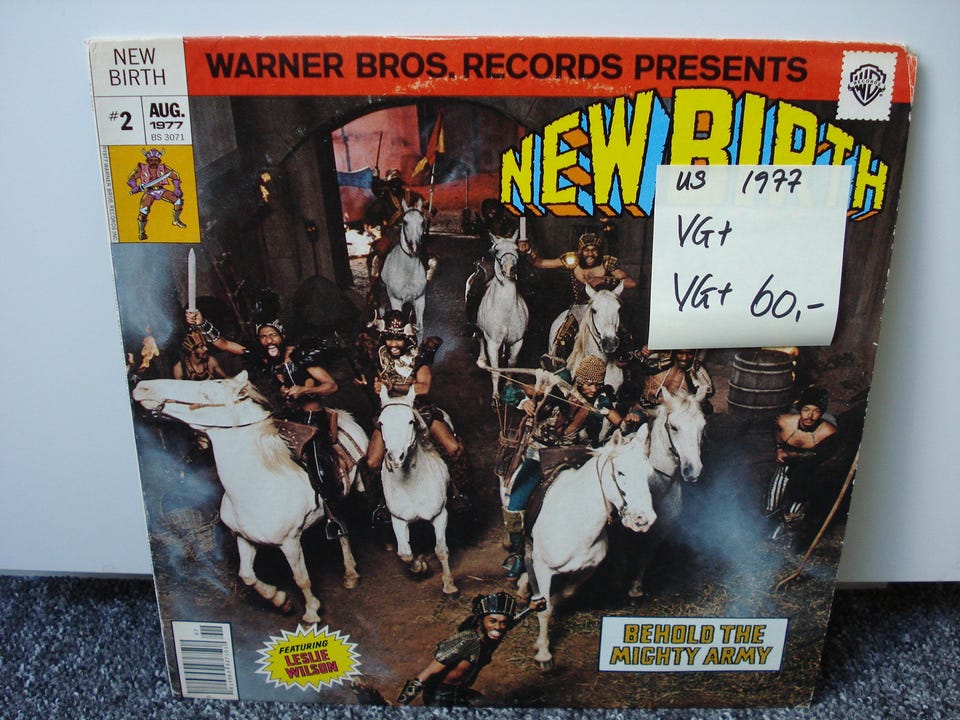 NEW
BIRTH
WARNER BROS. RECORDS PRESENTS
#2
AUG.
1977
BS 3071
RECORDS
NEW BIRTH
US 1977
VG+
VG+ 60,-
FEATURING
LESLIE
WILSON
BEHOLD THE
MIGHTY ARMY